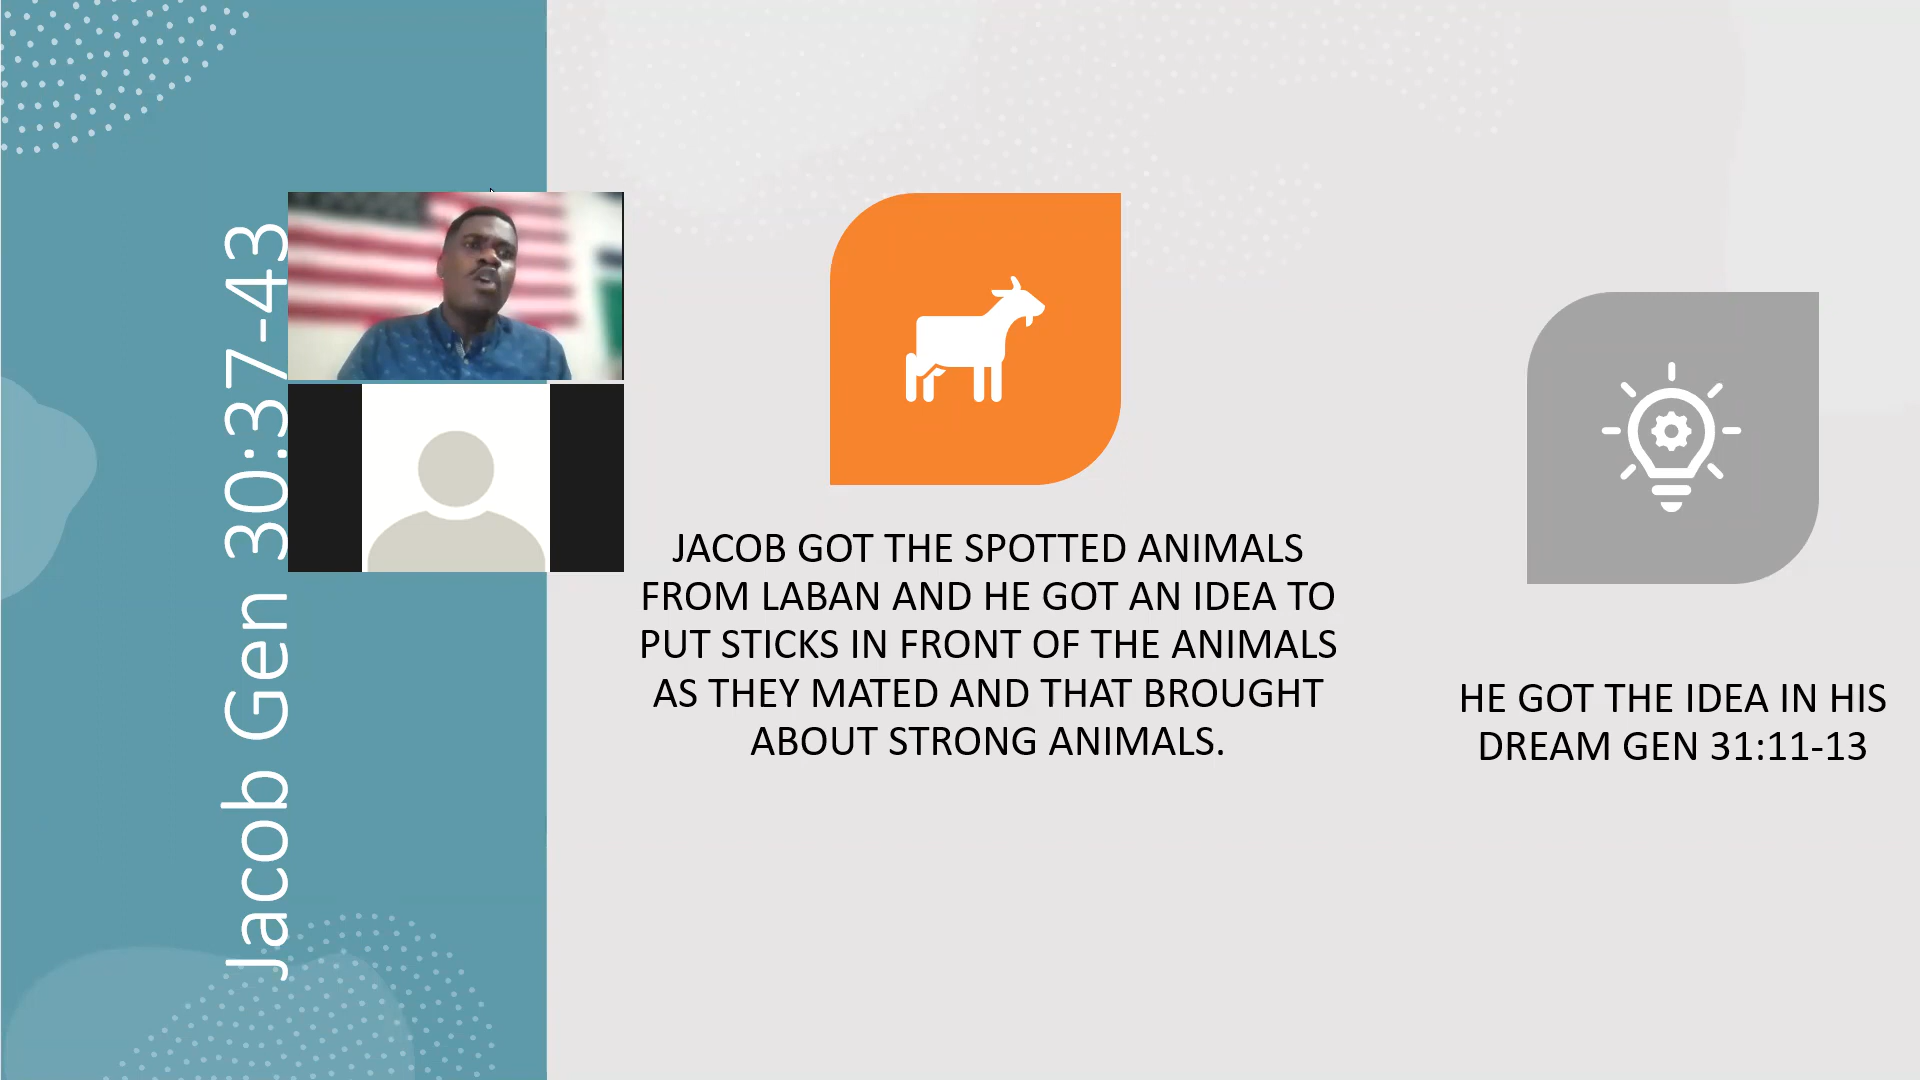 Jacob Gen 30:37-43
JACOB GOT THE SPOTTED ANIMALS
FROM LABAN AND HE GOT AN IDEA TO
PUT STICKS IN FRONT OF THE ANIMALS
AS THEY MATED AND THAT BROUGHT
ABOUT STRONG ANIMALS.
HE GOT THE IDEA IN HIS
DREAM GEN 31:11-13